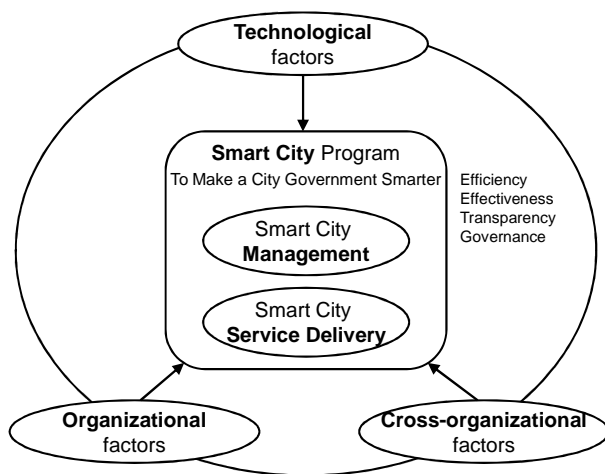 Technological
factors
Smart City Program
To Make a City Government Smarter
Efficiency
Effectiveness
Transparency
Governance
Smart City
Management
Smart City
Service Delivery
Organizational
factors
Cross-organizational
factors